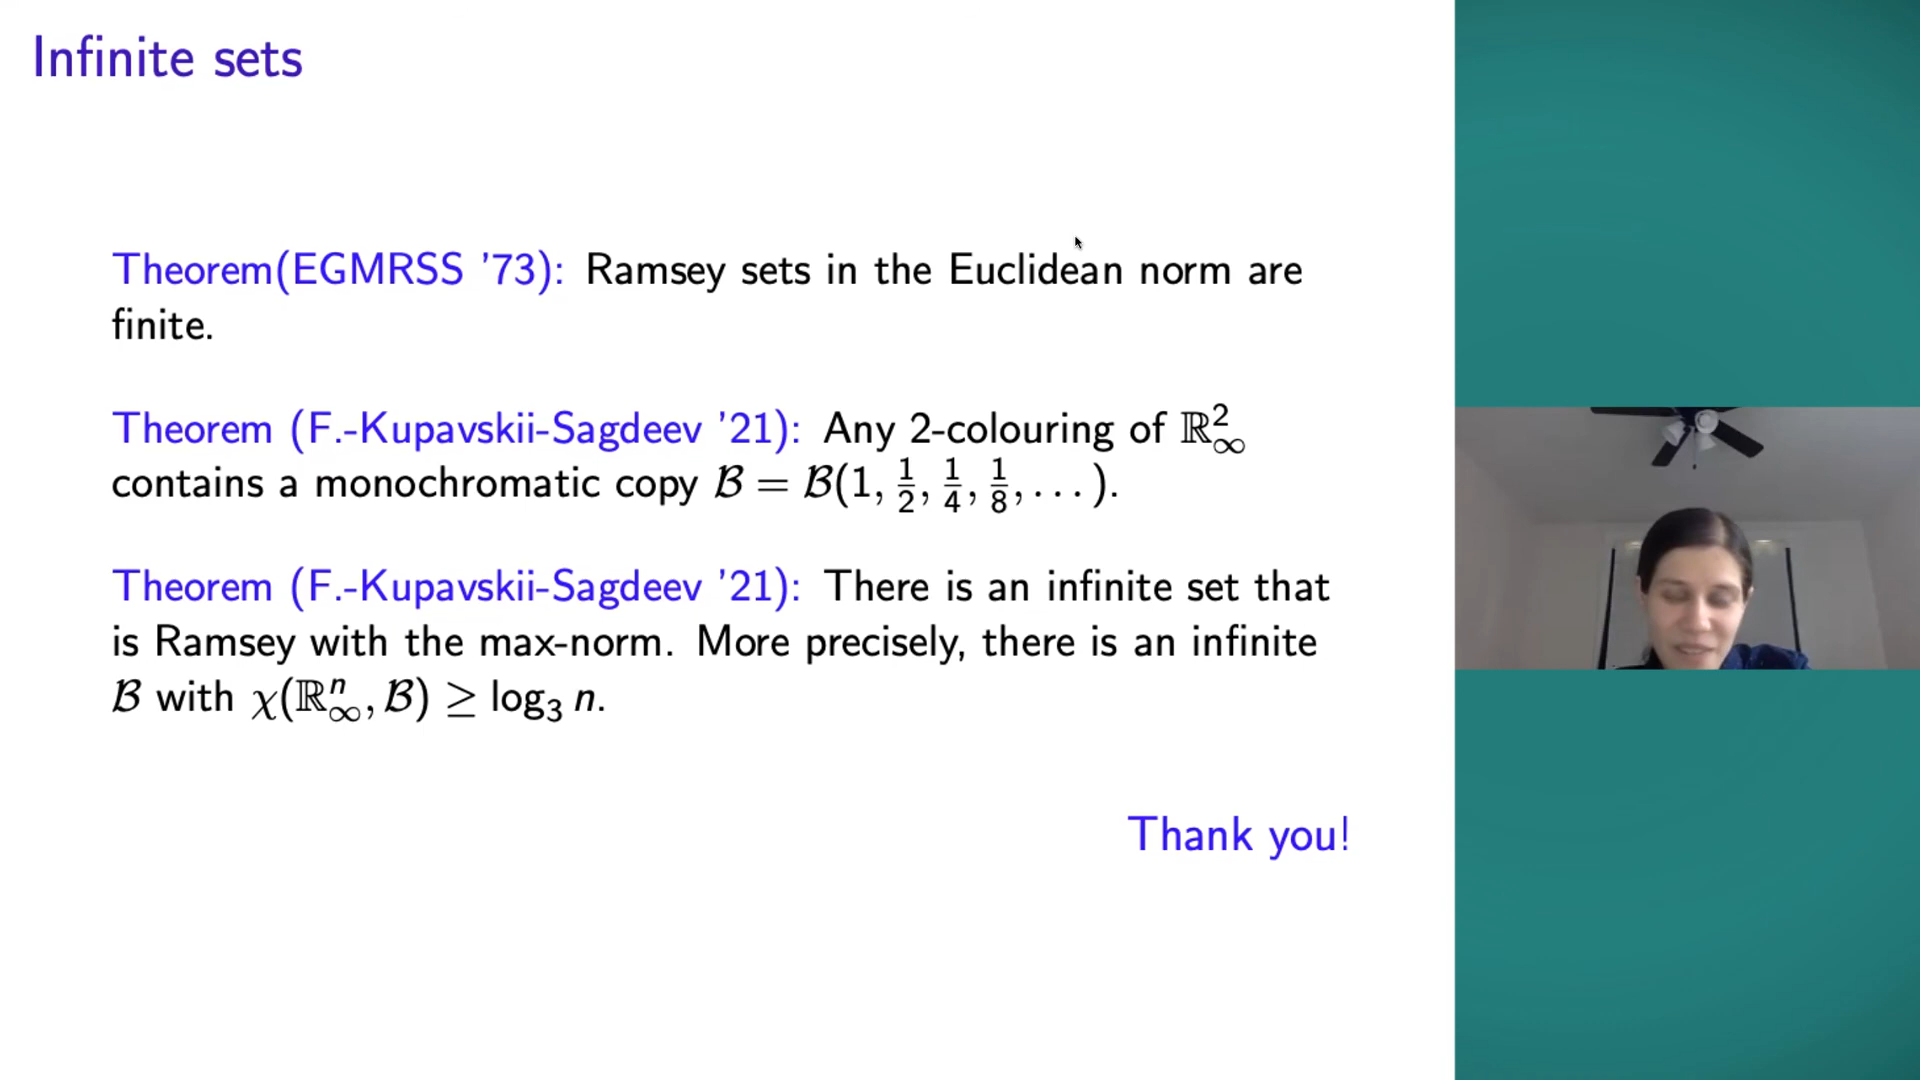 Infinite sets
Theorem(EGMRSS '73): Ramsey sets in the Euclidean norm are
finite.
Theorem (F.-Kupavskii-Sagdeev '21): Any 2-colouring of ℝ²_∞
contains a monochromatic copy ℬ = ℬ(1, 1/2, 1/4, 1/8, . . . ).
Theorem (F.-Kupavskii-Sagdeev '21): There is an infinite set that
is Ramsey with the max-norm. More precisely, there is an infinite
ℬ with χ(ℝⁿ_∞, ℬ) ≥ log₃ n.
Thank you!